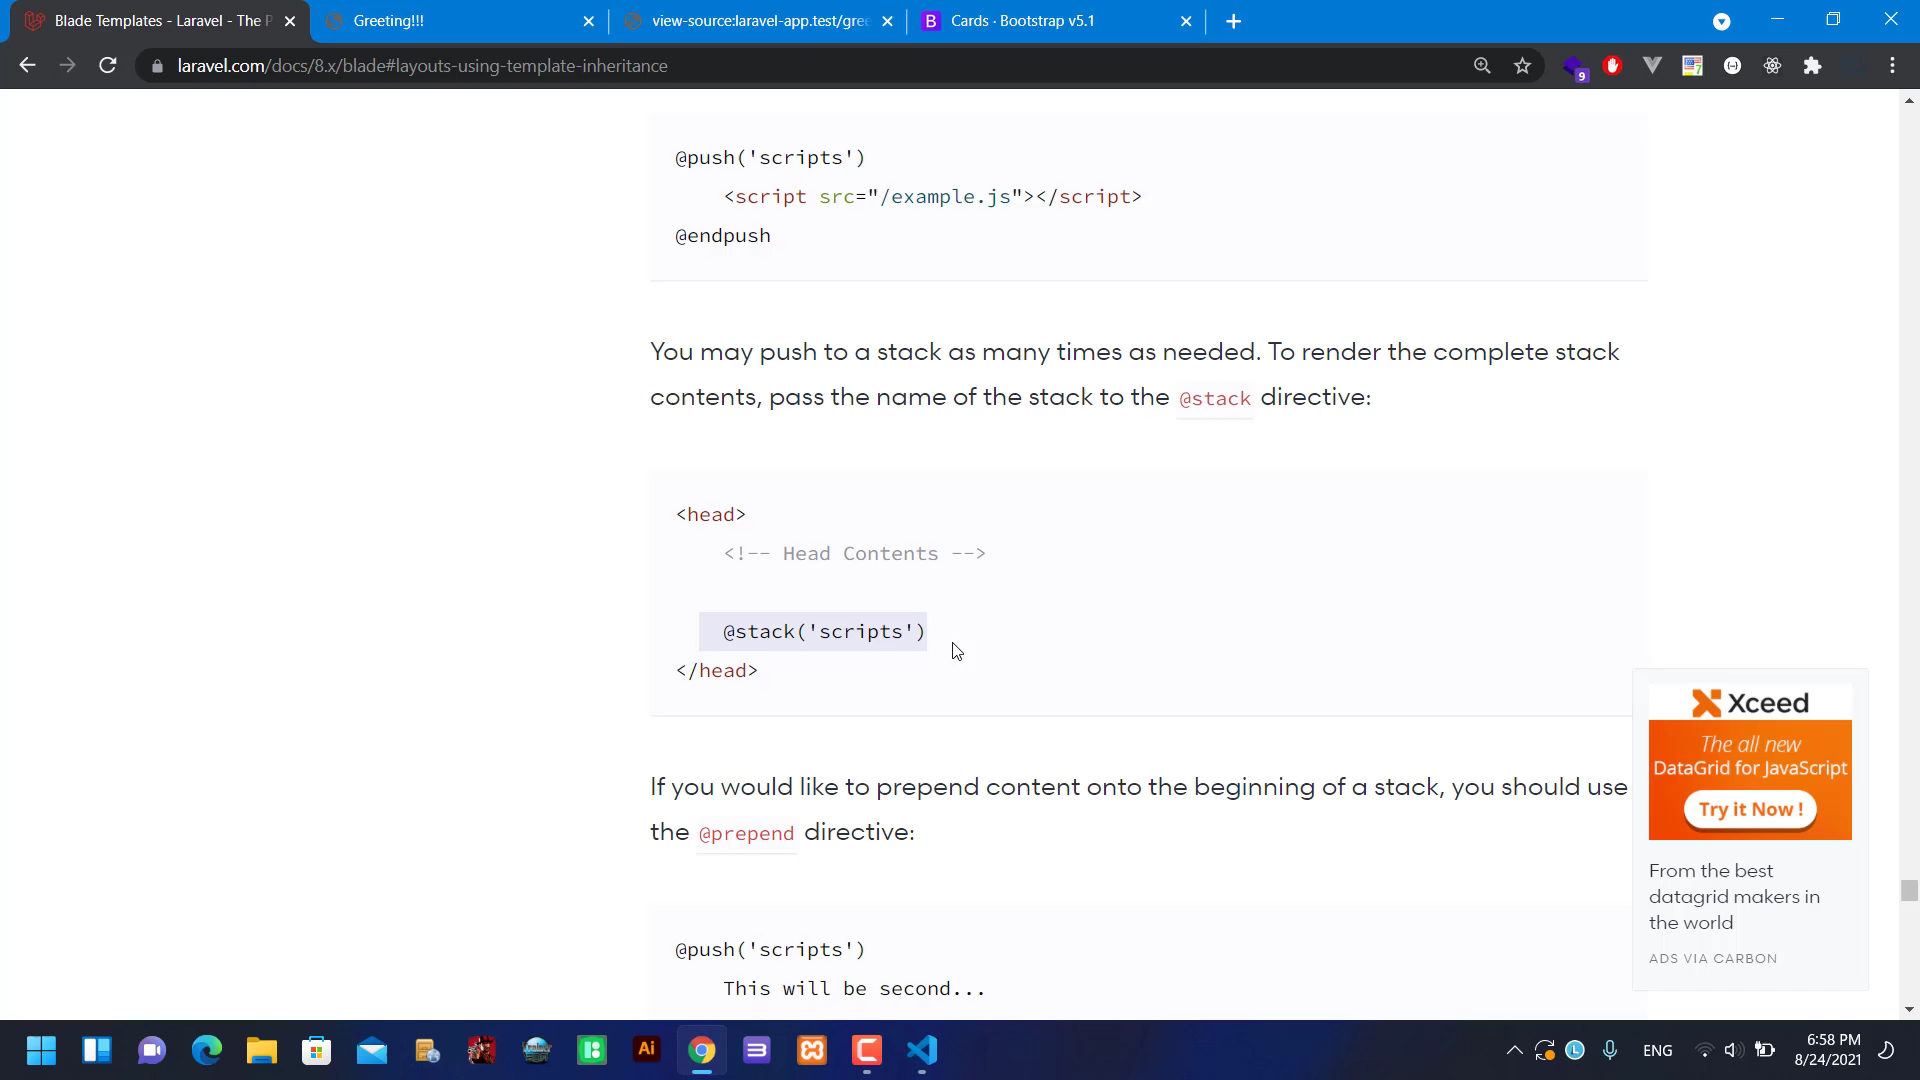 Blade Templates - Laravel - The P
Greeting!!!
view-source:laravel-app.test/gree
B Cards · Bootstrap v5.1
laravel.com/docs/8.x/blade#layouts-using-template-inheritance
9
@push('scripts')
<script src="/example.js"></script>
@endpush
You may push to a stack as many times as needed. To render the complete stack
contents, pass the name of the stack to the @stack directive:
<head>
<!-- Head Contents -->
@stack('scripts')
</head>
Xceed
The all new
DataGrid for JavaScript
Try it Now !
From the best
datagrid makers in
the world
ADS VIA CARBON
If you would like to prepend content onto the beginning of a stack, you should use
the @prepend directive:
@push('scripts')
This will be second...
Ai
ENG
6:58 PM
8/24/2021